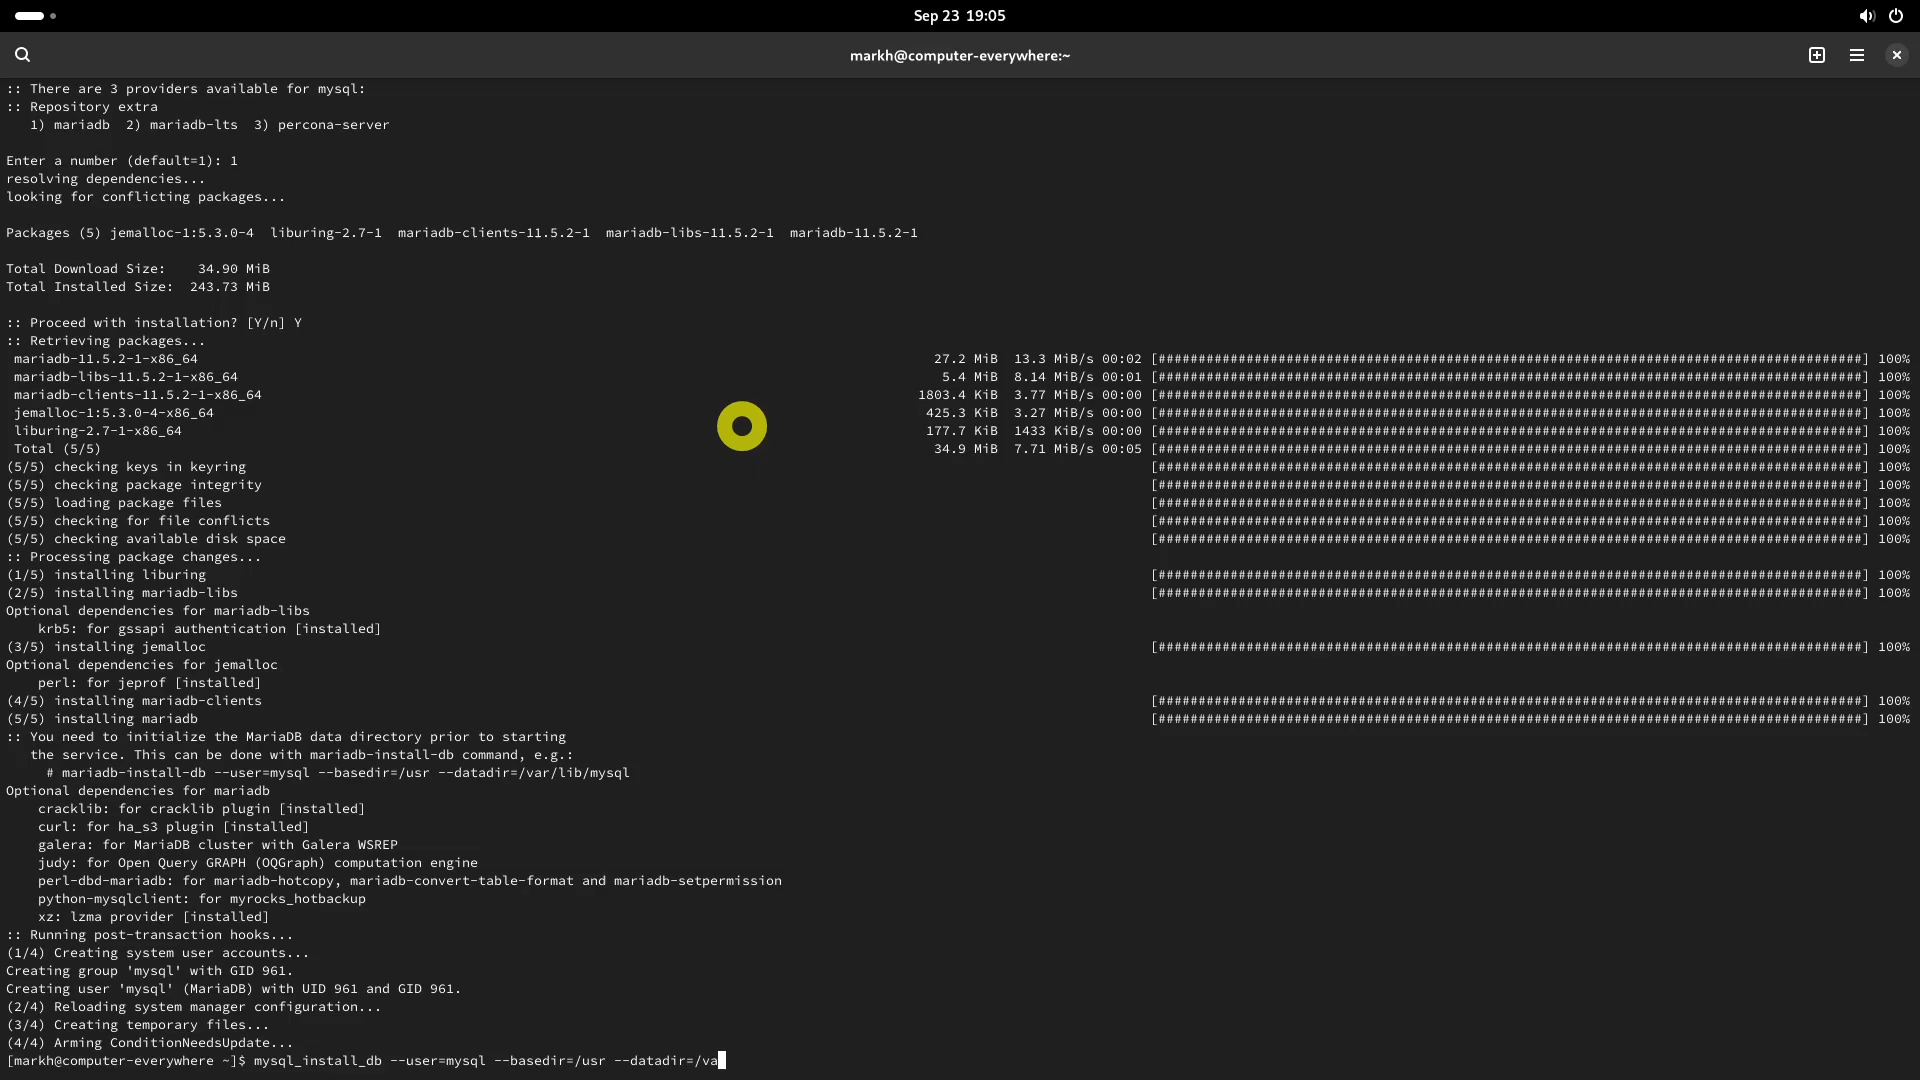 Sep 23 19:05
markh@computer-everywhere:~
:: There are 3 providers available for mysql:
:: Repository extra
   1) mariadb  2) mariadb-lts  3) percona-server
Enter a number (default=1): 1
resolving dependencies...
looking for conflicting packages...
Packages (5) jemalloc-1:5.3.0-4  liburing-2.7-1  mariadb-clients-11.5.2-1  mariadb-libs-11.5.2-1  mariadb-11.5.2-1
Total Download Size:    34.90 MiB
Total Installed Size:  243.73 MiB
:: Proceed with installation? [Y/n] Y
:: Retrieving packages...
 mariadb-11.5.2-1-x86_64  27.2 MiB  13.3 MiB/s 00:02 [########################################################################################] 100%
 mariadb-libs-11.5.2-1-x86_64  5.4 MiB  8.14 MiB/s 00:01 [########################################################################################] 100%
 mariadb-clients-11.5.2-1-x86_64  1803.4 KiB  3.77 MiB/s 00:00 [########################################################################################] 100%
 jemalloc-1:5.3.0-4-x86_64  425.3 KiB  3.27 MiB/s 00:00 [########################################################################################] 100%
 liburing-2.7-1-x86_64  177.7 KiB  1433 KiB/s 00:00 [########################################################################################] 100%
 Total (5/5)  34.9 MiB  7.71 MiB/s 00:05 [########################################################################################] 100%
(5/5) checking keys in keyring [########################################################################################] 100%
(5/5) checking package integrity [########################################################################################] 100%
(5/5) loading package files [########################################################################################] 100%
(5/5) checking for file conflicts [########################################################################################] 100%
(5/5) checking available disk space [########################################################################################] 100%
:: Processing package changes...
(1/5) installing liburing [########################################################################################] 100%
(2/5) installing mariadb-libs [########################################################################################] 100%
Optional dependencies for mariadb-libs
    krb5: for gssapi authentication [installed]
(3/5) installing jemalloc [########################################################################################] 100%
Optional dependencies for jemalloc
    perl: for jeprof [installed]
(4/5) installing mariadb-clients [########################################################################################] 100%
(5/5) installing mariadb [########################################################################################] 100%
:: You need to initialize the MariaDB data directory prior to starting
   the service. This can be done with mariadb-install-db command, e.g.:
     # mariadb-install-db --user=mysql --basedir=/usr --datadir=/var/lib/mysql
Optional dependencies for mariadb
    cracklib: for cracklib plugin [installed]
    curl: for ha_s3 plugin [installed]
    galera: for MariaDB cluster with Galera WSREP
    judy: for Open Query GRAPH (OQGraph) computation engine
    perl-dbd-mariadb: for mariadb-hotcopy, mariadb-convert-table-format and mariadb-setpermission
    python-mysqlclient: for myrocks_hotbackup
    xz: lzma provider [installed]
:: Running post-transaction hooks...
(1/4) Creating system user accounts...
Creating group 'mysql' with GID 961.
Creating user 'mysql' (MariaDB) with UID 961 and GID 961.
(2/4) Reloading system manager configuration...
(3/4) Creating temporary files...
(4/4) Arming ConditionNeedsUpdate...
[markh@computer-everywhere ~]$ mysql_install_db --user=mysql --basedir=/usr --datadir=/va